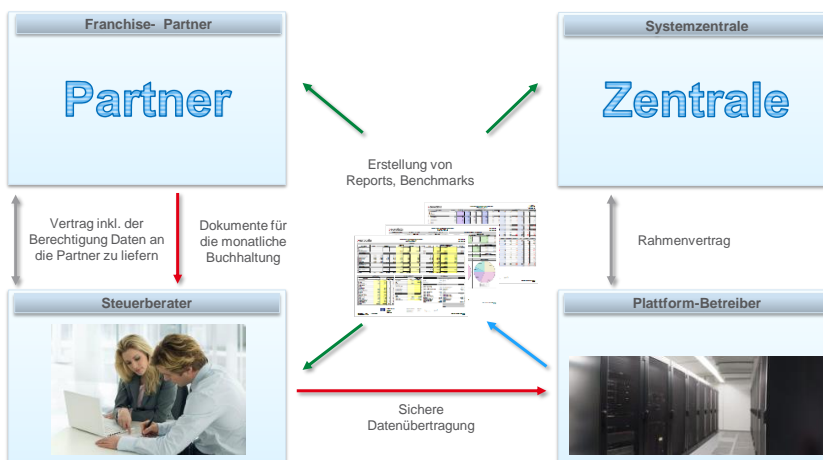 Franchise- Partner
Partner
Systemzentrale
Zentrale
Erstellung von
Reports, Benchmarks
Vertrag inkl. der
Berechtigung Daten an
die Partner zu liefern
Dokumente für
die monatliche
Buchhaltung
Rahmenvertrag
Steuerberater
Plattform-Betreiber
Sichere
Datenübertragung